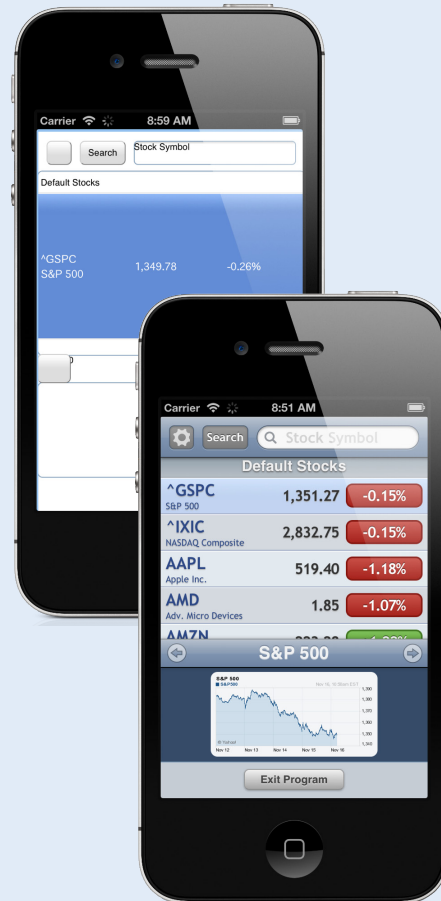 Carrier 8:59 AM
Search Stock Symbol
Default Stocks
^GSPC
S&P 500
1,349.78 -0.26%
Carrier 8:51 AM
Search Stock Symbol
Default Stocks
^GSPC 1,351.27 -0.15%
S&P 500
^IXIC 2,832.75 -0.15%
NASDAQ Composite
AAPL 519.40 -1.18%
Apple Inc.
AMD 1.85 -1.07%
Adv. Micro Devices
AMZN
S&P 500
S&P 500
S&P500
Nov 12 Nov 13 Nov 14 Nov 15 Nov 16
Exit Program